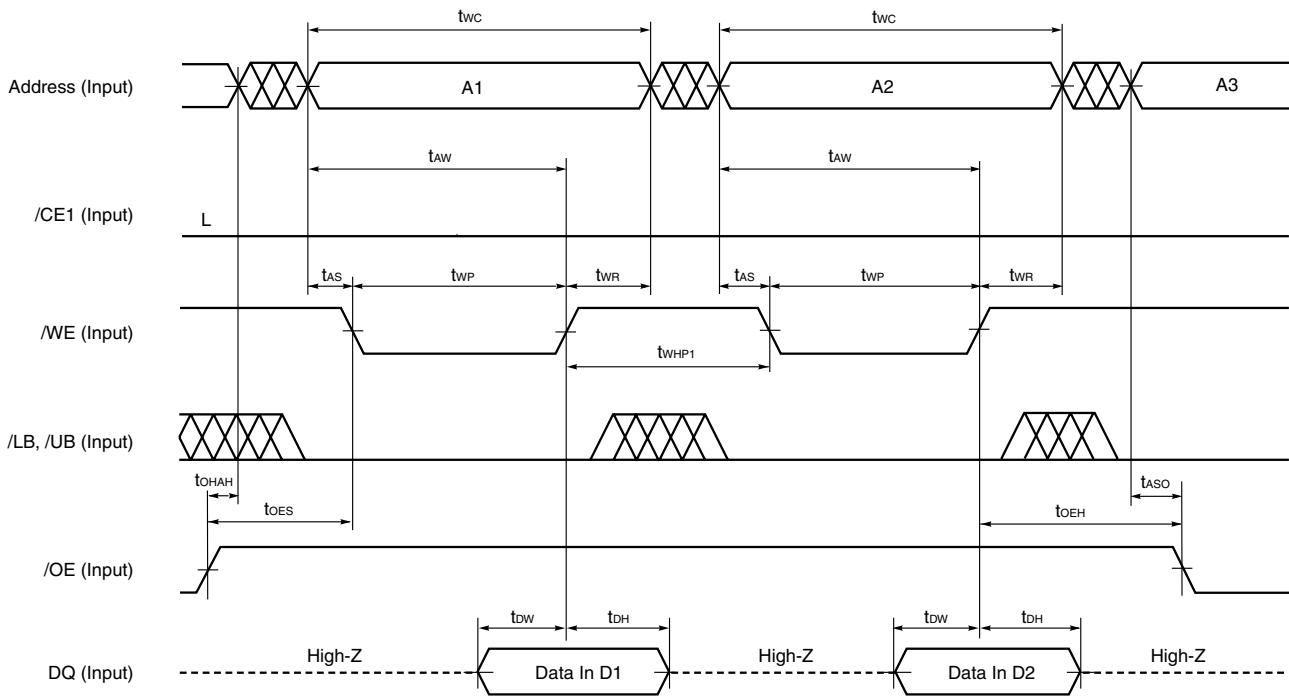 tWC tWC
Address (Input) A1 A2 A3
tAW tAW
/CE1 (Input) L
tAS tWP tWR tAS tWP tWR
/WE (Input)
tWHP1
/LB, /UB (Input)
tOHAH tASO
tOES tOEH
/OE (Input)
tDW tDH tDW tDH
High-Z High-Z High-Z
DQ (Input) Data In D1 Data In D2